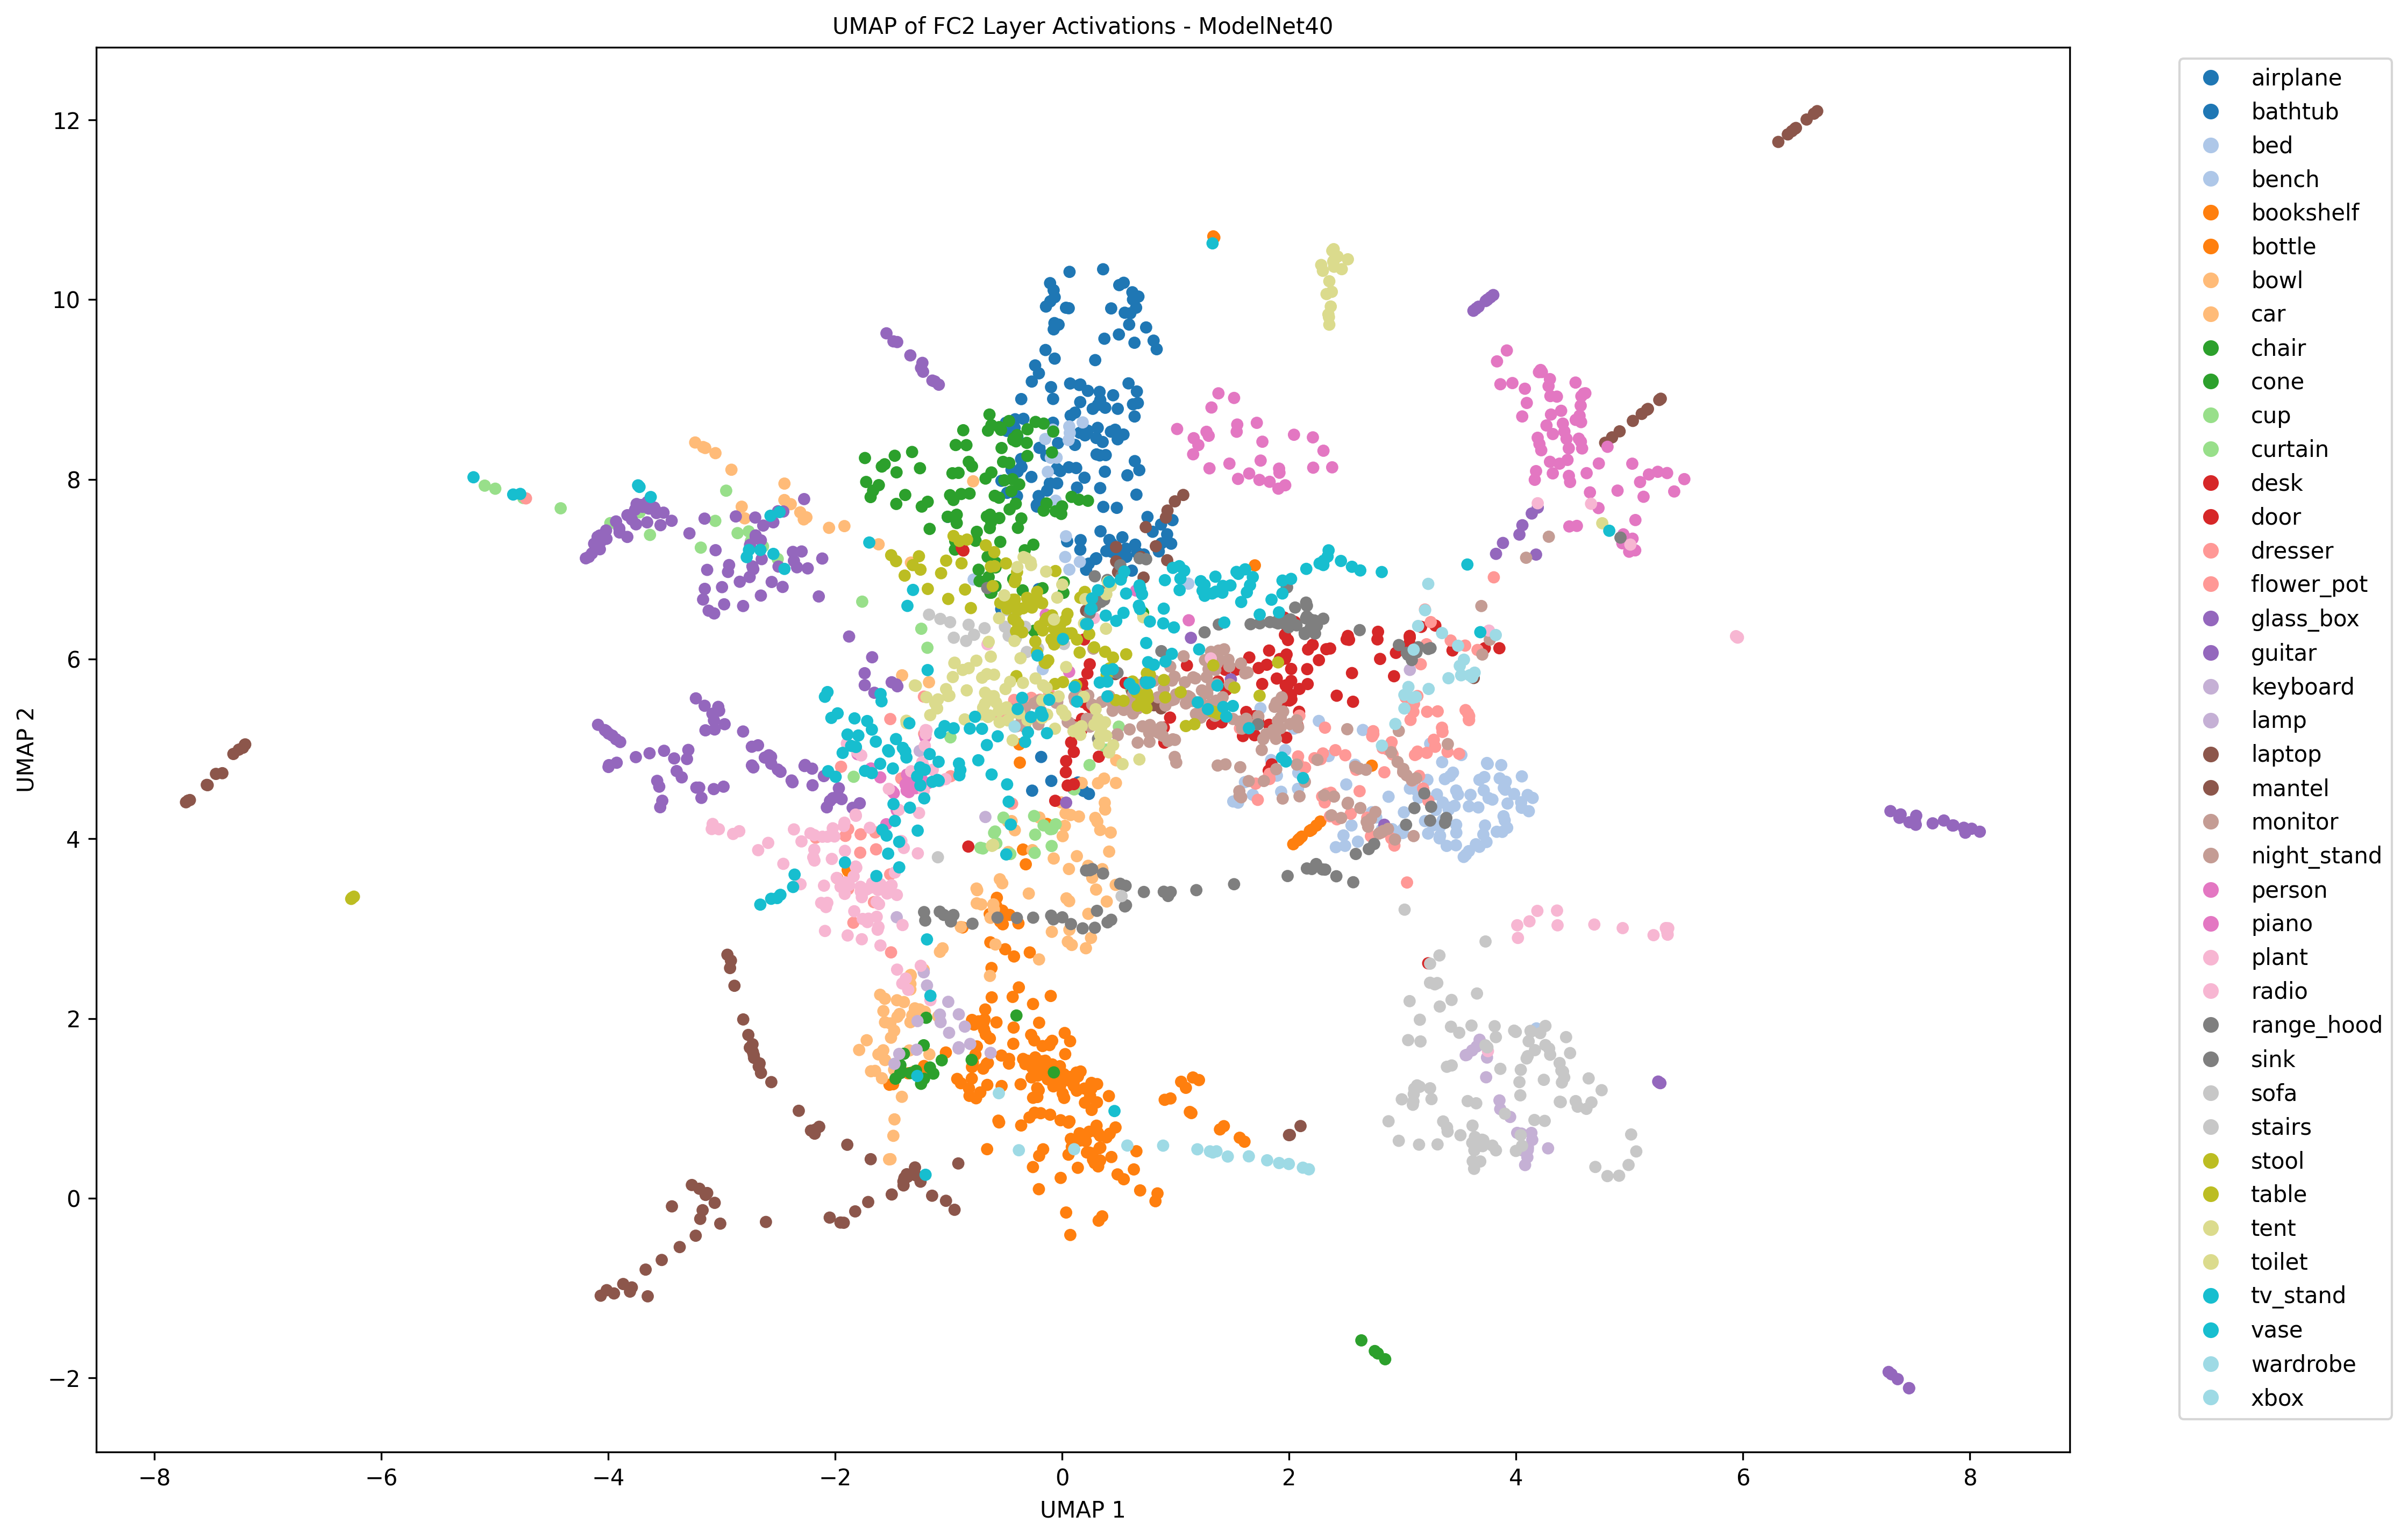 UMAP of FC2 Layer Activations - ModelNet40
12
10
8
6
4
2
0
−2
UMAP 2
−8
−6
−4
−2
0
2
4
6
8
UMAP 1
airplane
bathtub
bed
bench
bookshelf
bottle
bowl
car
chair
cone
cup
curtain
desk
door
dresser
flower_pot
glass_box
guitar
keyboard
lamp
laptop
mantel
monitor
night_stand
person
piano
plant
radio
range_hood
sink
sofa
stairs
stool
table
tent
toilet
tv_stand
vase
wardrobe
xbox